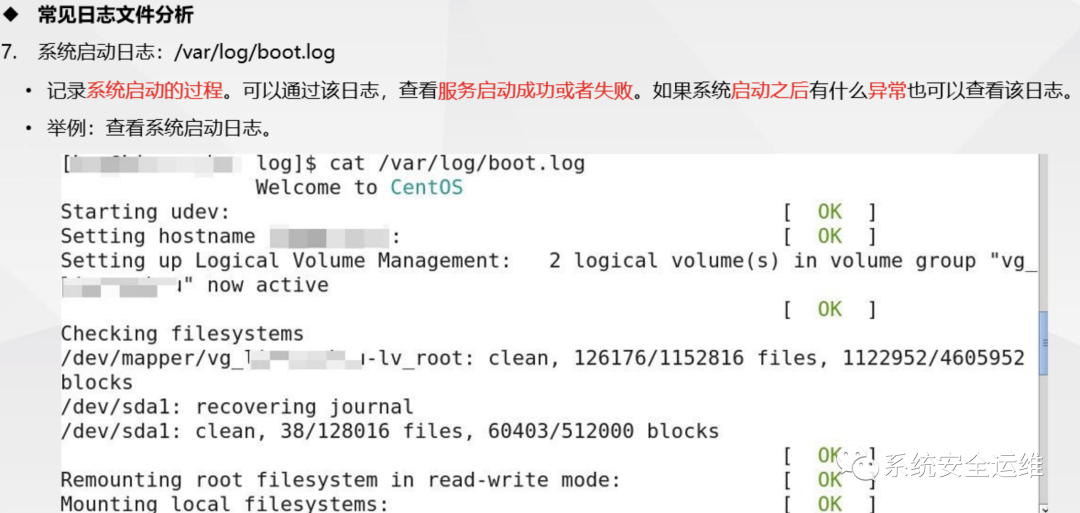 ◆ 常见日志文件分析
7. 系统启动日志：/var/log/boot.log
• 记录系统启动的过程。可以通过该日志，查看服务启动成功或者失败。如果系统启动之后有什么异常也可以查看该日志。
• 举例：查看系统启动日志。
[ log]$ cat /var/log/boot.log
Welcome to CentOS
Starting udev: [ OK ]
Setting hostname : [ OK ]
Setting up Logical Volume Management: 2 logical volume(s) in volume group "vg_
" now active
[ OK ]
Checking filesystems
/dev/mapper/vg_ -lv_root: clean, 126176/1152816 files, 1122952/4605952
blocks
/dev/sda1: recovering journal
/dev/sda1: clean, 38/128016 files, 60403/512000 blocks
[ OK ]
系统安全运维
Remounting root filesystem in read-write mode: [ OK ]
Mounting local filesystems: [ OK ]